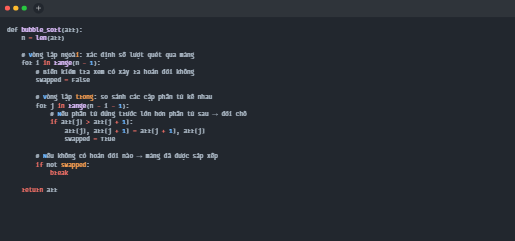 def bubble_sort(arr):
    n = len(arr)
    # vòng lặp ngoài: xác định số lượt quét qua mảng
    for i in range(n - 1):
        # Biến kiểm tra xem có xảy ra hoán đổi không
        swapped = False
        # vòng lặp trong: so sánh các cặp phần tử kề nhau
        for j in range(n - i - 1):
            # Nếu phần tử đứng trước lớn hơn phần tử sau → đổi chỗ
            if arr[j] > arr[j + 1]:
                arr[j], arr[j + 1] = arr[j + 1], arr[j]
                swapped = True
        # Nếu không có hoán đổi nào → mảng đã được sắp xếp
        if not swapped:
            break
    return arr